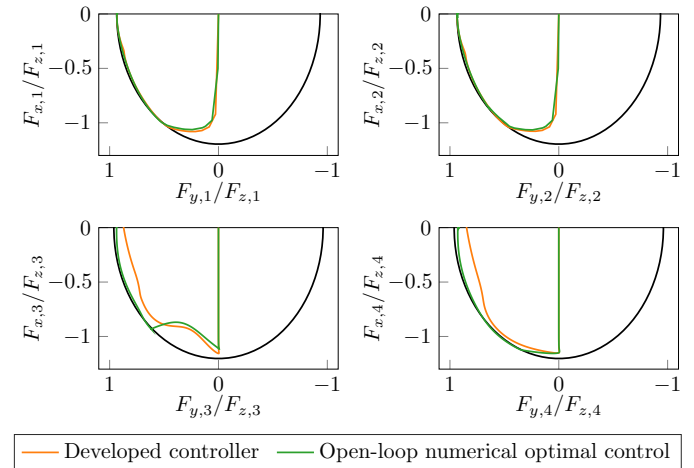 0
−0.5
−1
F_{x,1}/F_{z,1}
1 0 −1
F_{y,1}/F_{z,1}
0
−0.5
−1
F_{x,2}/F_{z,2}
1 0 −1
F_{y,2}/F_{z,2}
0
−0.5
−1
F_{x,3}/F_{z,3}
1 0 −1
F_{y,3}/F_{z,3}
0
−0.5
−1
F_{x,4}/F_{z,4}
1 0 −1
F_{y,4}/F_{z,4}
Developed controller Open-loop numerical optimal control